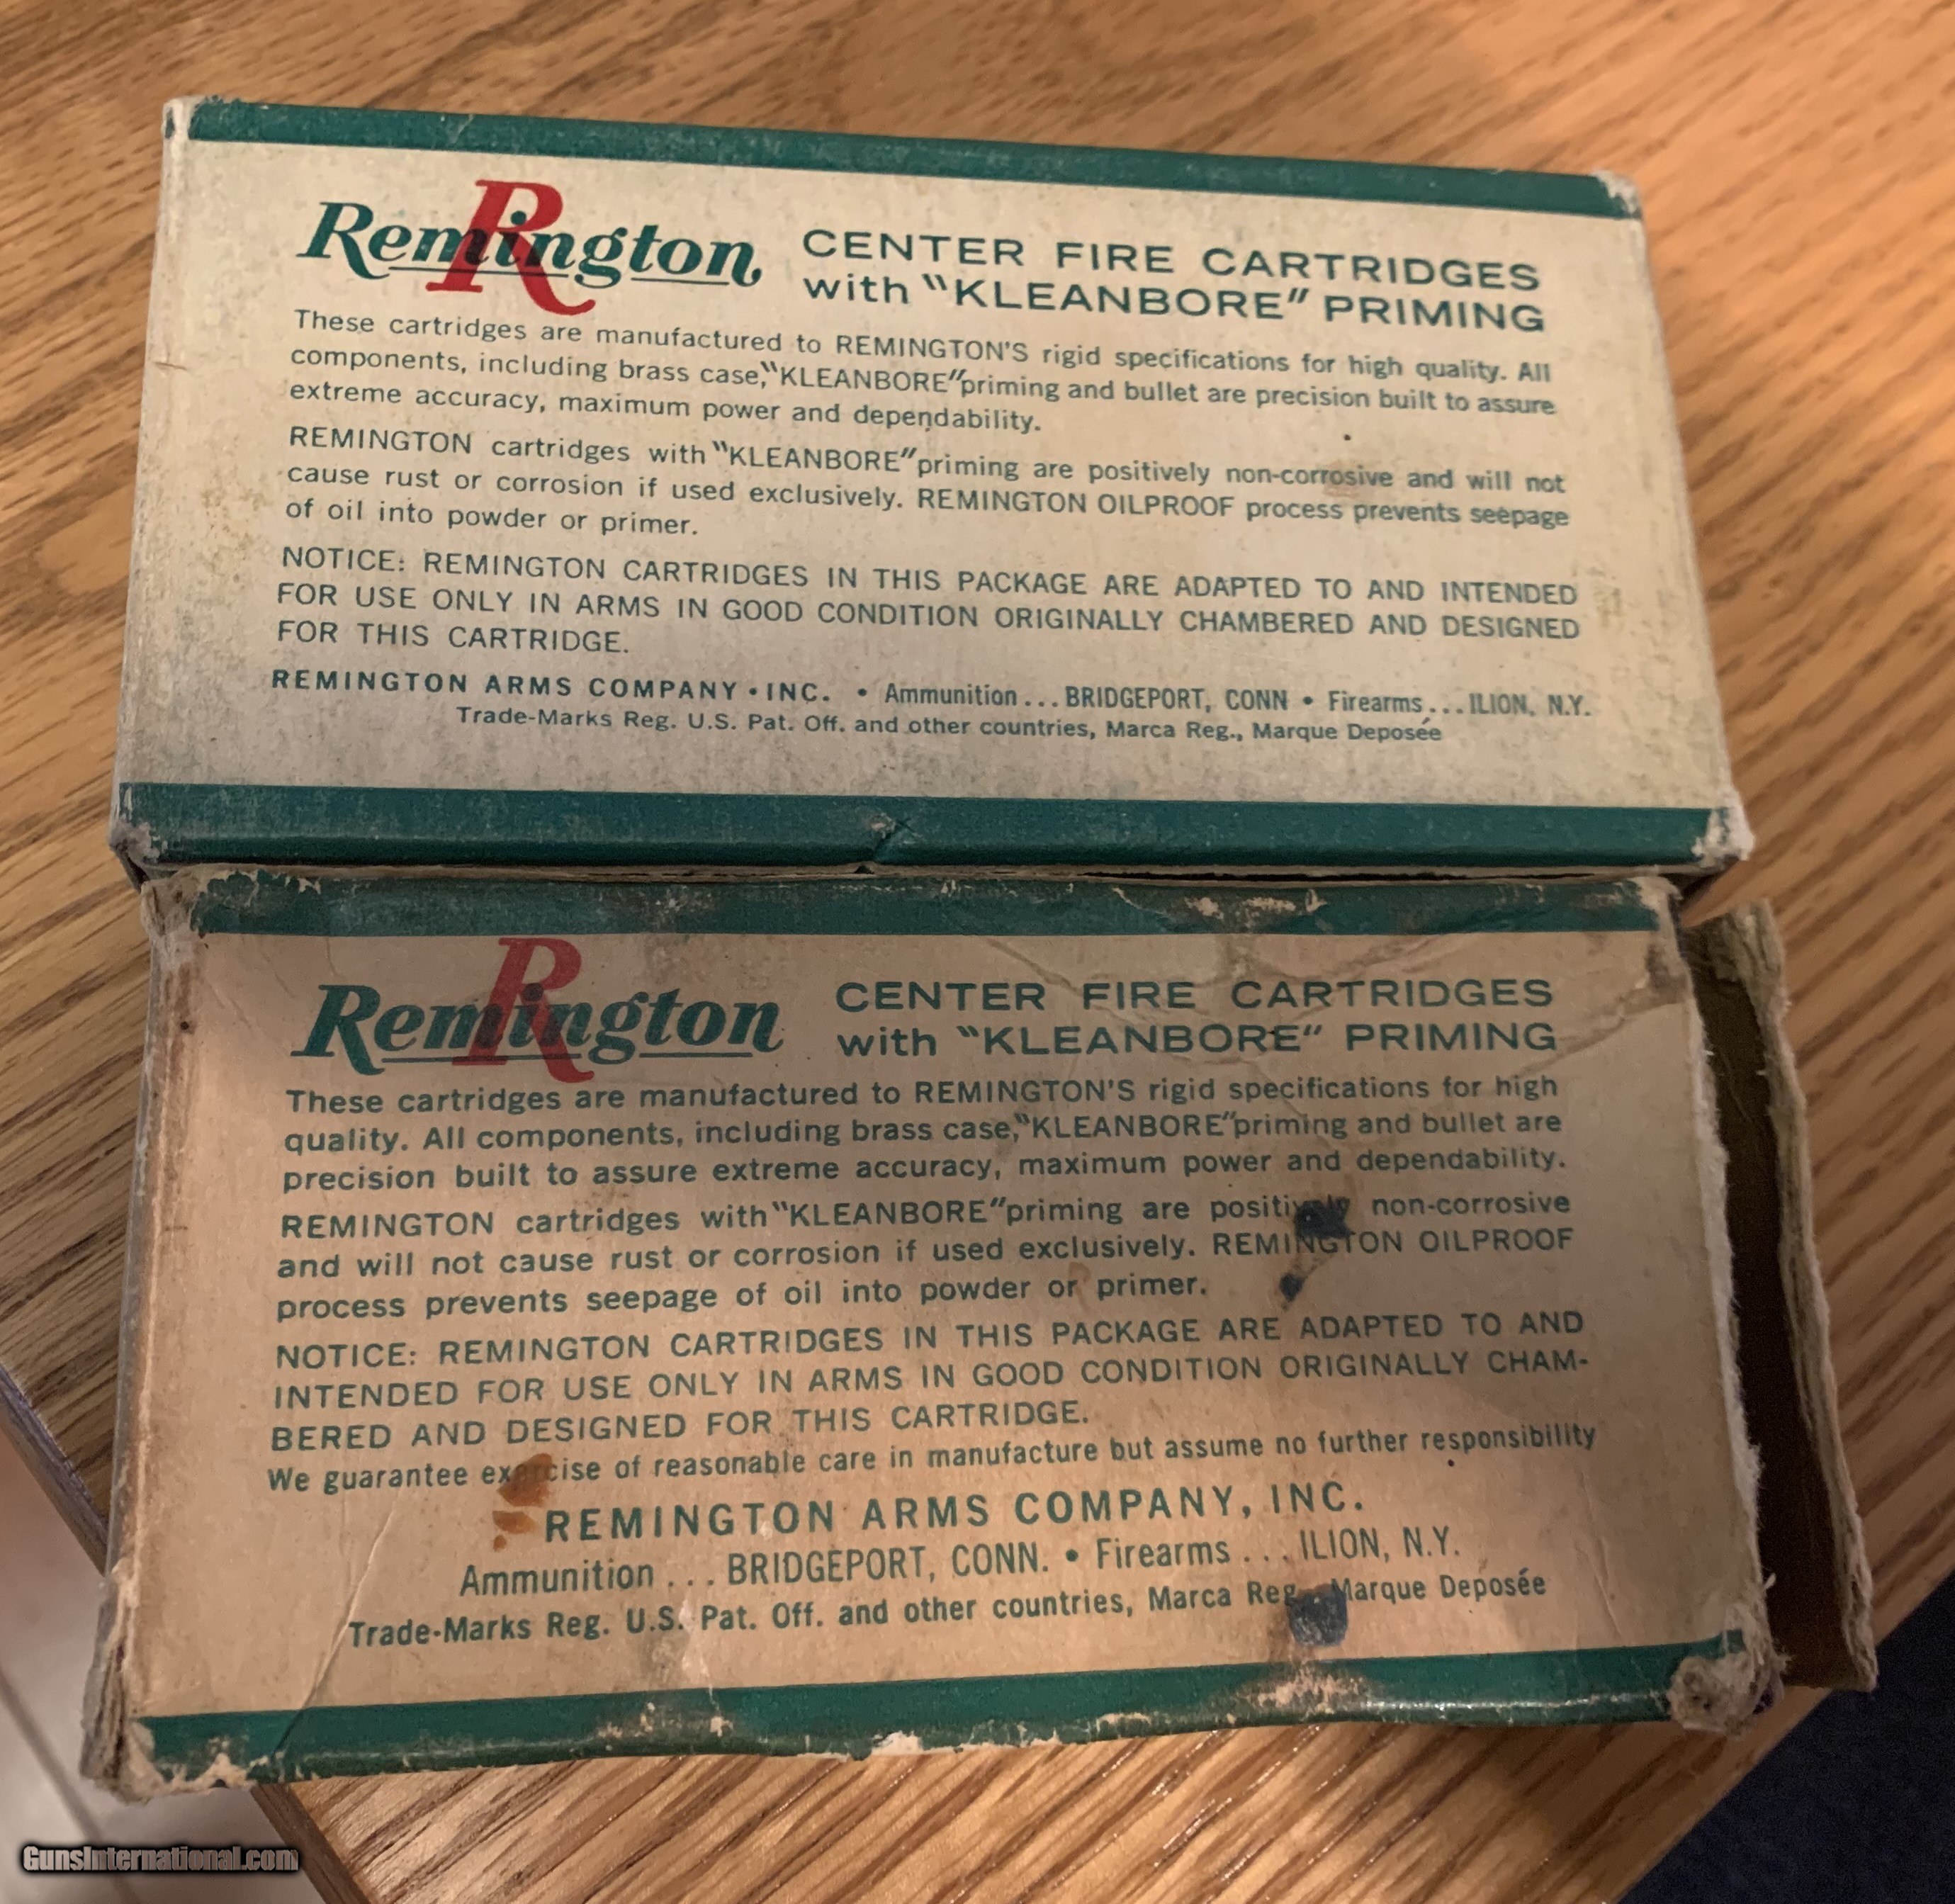 Remington
CENTER FIRE CARTRIDGES
with "KLEANBORE" PRIMING
These cartridges are manufactured to REMINGTON'S rigid specifications for high quality. All
components, including brass case, "KLEANBORE" priming and bullet are precision built to assure
extreme accuracy, maximum power and dependability.
REMINGTON cartridges with "KLEANBORE" priming are positively non-corrosive and will not
cause rust or corrosion if used exclusively. REMINGTON OILPROOF process prevents seepage
of oil into powder or primer.
NOTICE: REMINGTON CARTRIDGES IN THIS PACKAGE ARE ADAPTED TO AND INTENDED
FOR USE ONLY IN ARMS IN GOOD CONDITION ORIGINALLY CHAMBERED AND DESIGNED
FOR THIS CARTRIDGE.
REMINGTON ARMS COMPANY • INC. • Ammunition ... BRIDGEPORT, CONN • Firearms ... ILION, N.Y.
Trade-Marks Reg. U.S. Pat. Off. and other countries, Marca Reg., Marque Deposée
Remington
CENTER FIRE CARTRIDGES
with "KLEANBORE" PRIMING
These cartridges are manufactured to REMINGTON'S rigid specifications for high
quality. All components, including brass case, "KLEANBORE" priming and bullet are
precision built to assure extreme accuracy, maximum power and dependability.
REMINGTON cartridges with "KLEANBORE" priming are positively non-corrosive
and will not cause rust or corrosion if used exclusively. REMINGTON OILPROOF
process prevents seepage of oil into powder or primer.
NOTICE: REMINGTON CARTRIDGES IN THIS PACKAGE ARE ADAPTED TO AND
INTENDED FOR USE ONLY IN ARMS IN GOOD CONDITION ORIGINALLY CHAM-
BERED AND DESIGNED FOR THIS CARTRIDGE.
We guarantee exercise of reasonable care in manufacture but assume no further responsibility
REMINGTON ARMS COMPANY, INC.
Ammunition ... BRIDGEPORT, CONN. • Firearms ... ILION, N.Y.
Trade-Marks Reg. U.S. Pat. Off. and other countries, Marca Reg., Marque Deposée
GunsInternational.com